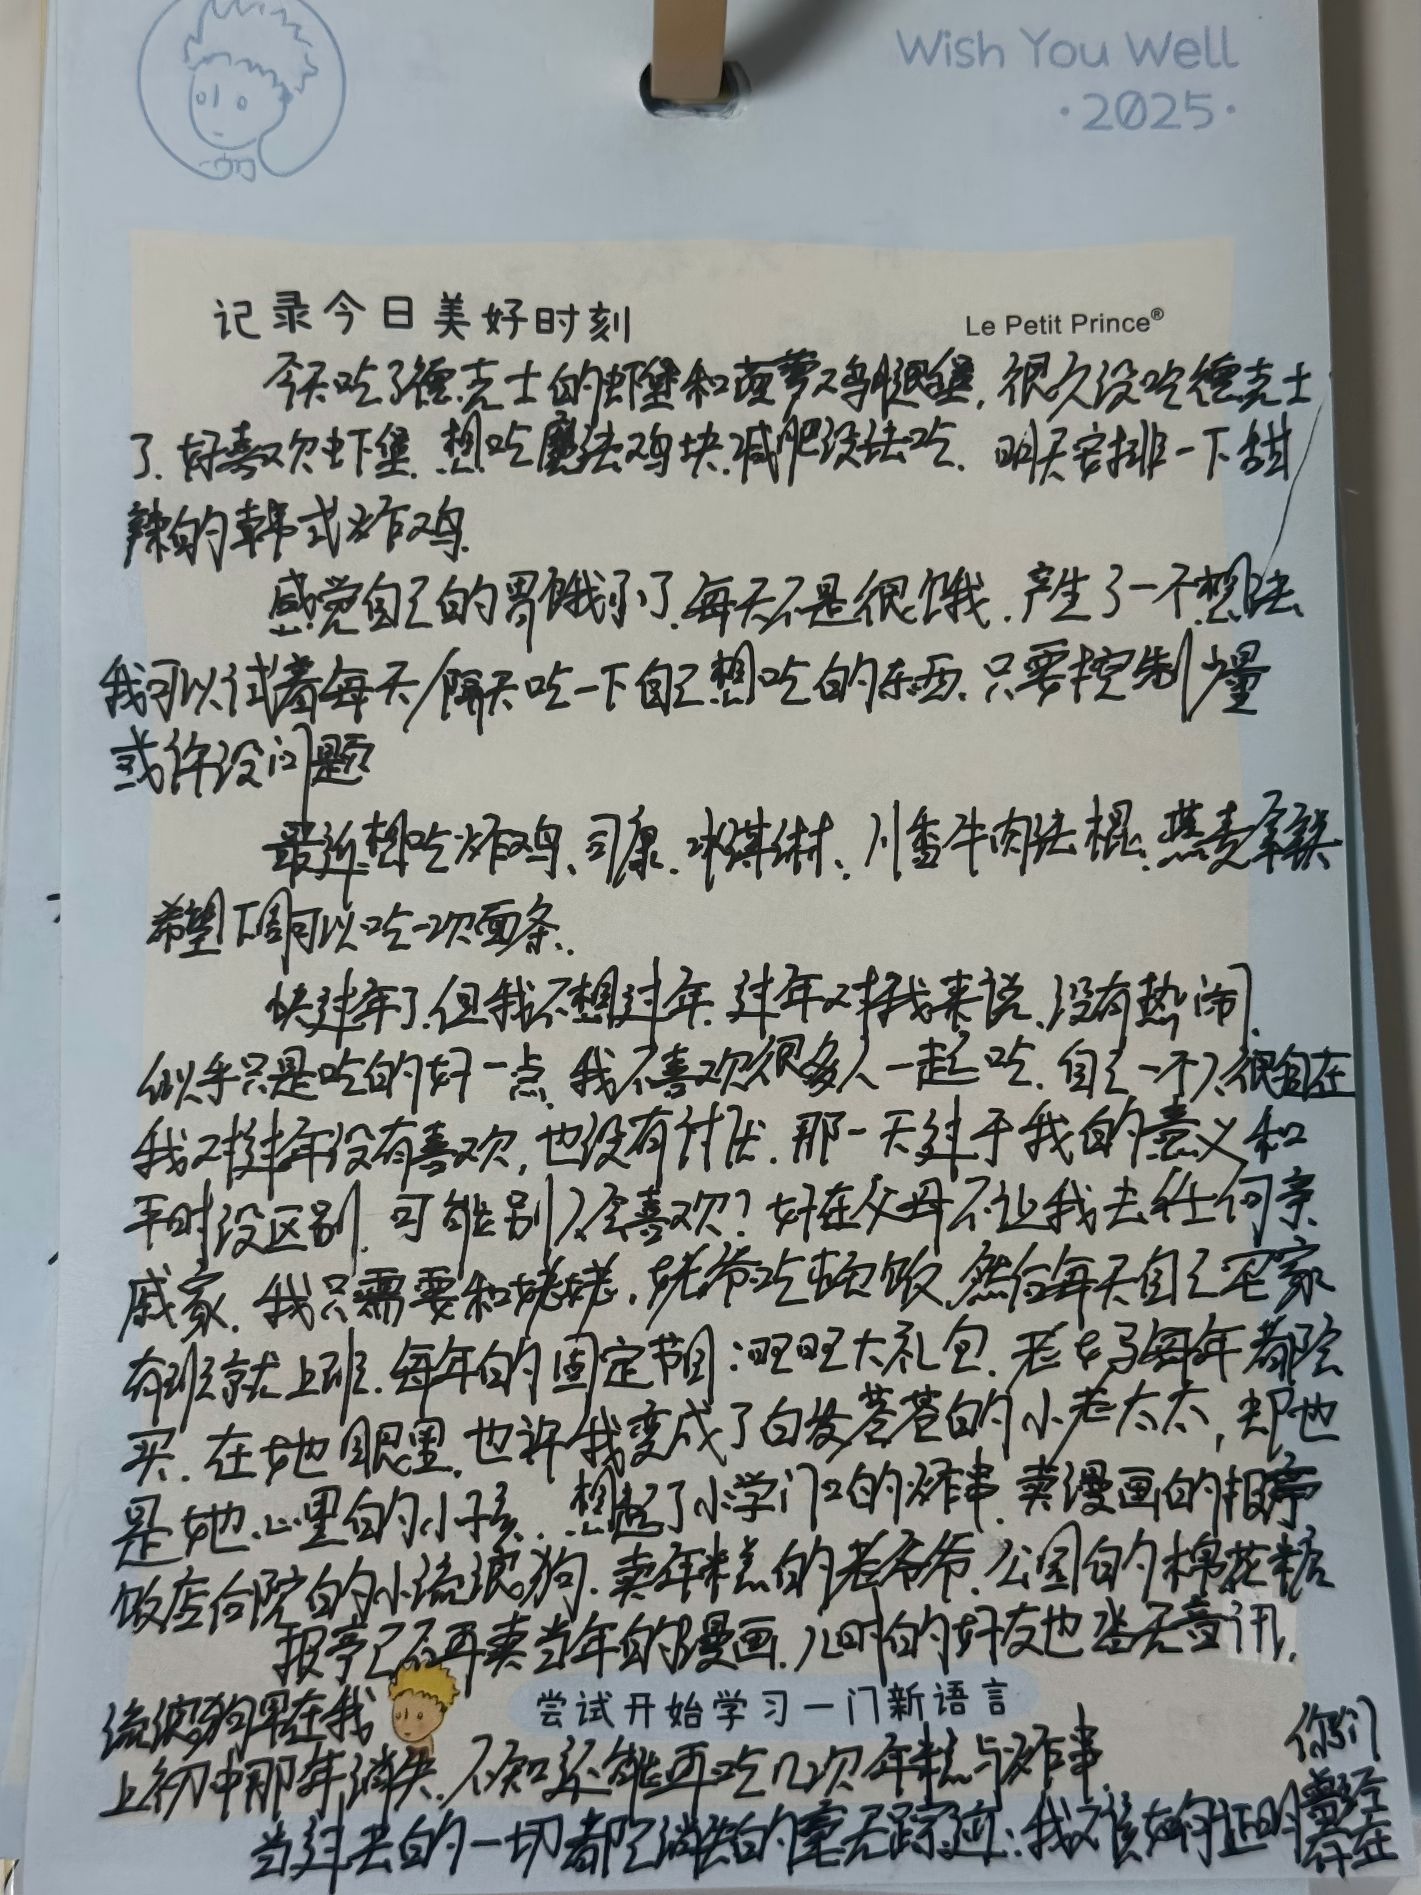 Wish You Well
·2025·
记录今日美好时刻
Le Petit Prince®
今天吃了德克士的虾堡和菠萝鸡腿堡，很久没吃德克士
了，好喜欢虾堡，想吃魔法鸡块，减肥没法吃，明天安排一下甜
辣的韩式炸鸡.
感觉自己的胃饿小了，每天不是很饿，产生了一个想法
我可以试着每天/隔天吃一下自己想吃的东西，只要控制少量
或许没问题
最近想吃炸鸡、司康、冰淇淋、川香牛肉法棍、燕麦拿铁
希望下周可以吃一次面条.
快过年了，但我不想过年，过年对我来说，没有热闹，
似乎只是吃的好一点，我不喜欢很多人一起吃，自己一个人很自在
我对过年没有喜欢，也没有讨厌，那一天过于我的意义和
平时没区别，可能别人会喜欢？好在父母不让我去任何亲
戚家，我只需要和姥姥，姥爷吃顿饭，然后每天自己宅家
有班就上班，每年的固定节目：旺旺大礼包，老妈每年都会
买，在她眼里，也许我变成了白发苍苍的小老太太，却也
是她心里的小孩，想起了小学门口的炸串，卖漫画的报亭
饭店后院的小流浪狗，卖年糕的老爷爷，公园的棉花糖
报亭已不再卖当年的漫画，儿时的好友也杳无音讯，
流浪狗早在我
尝试开始学习一门新语言
上初中那年消失，不知还能再吃几次年糕与炸串
当过去的一切都已消失的毫无踪迹：我又该如何证明
你们
曾经
存在